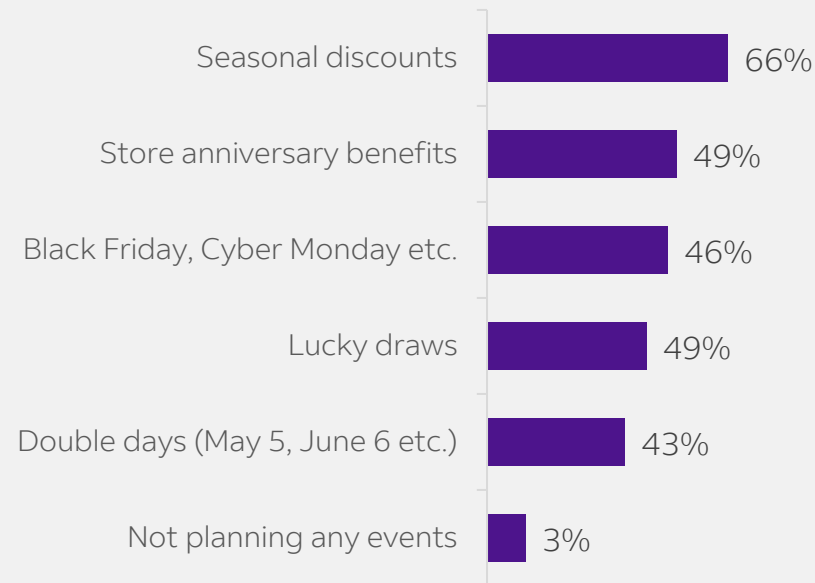 Seasonal discounts 66%
Store anniversary benefits 49%
Black Friday, Cyber Monday etc. 46%
Lucky draws 49%
Double days (May 5, June 6 etc.) 43%
Not planning any events 3%